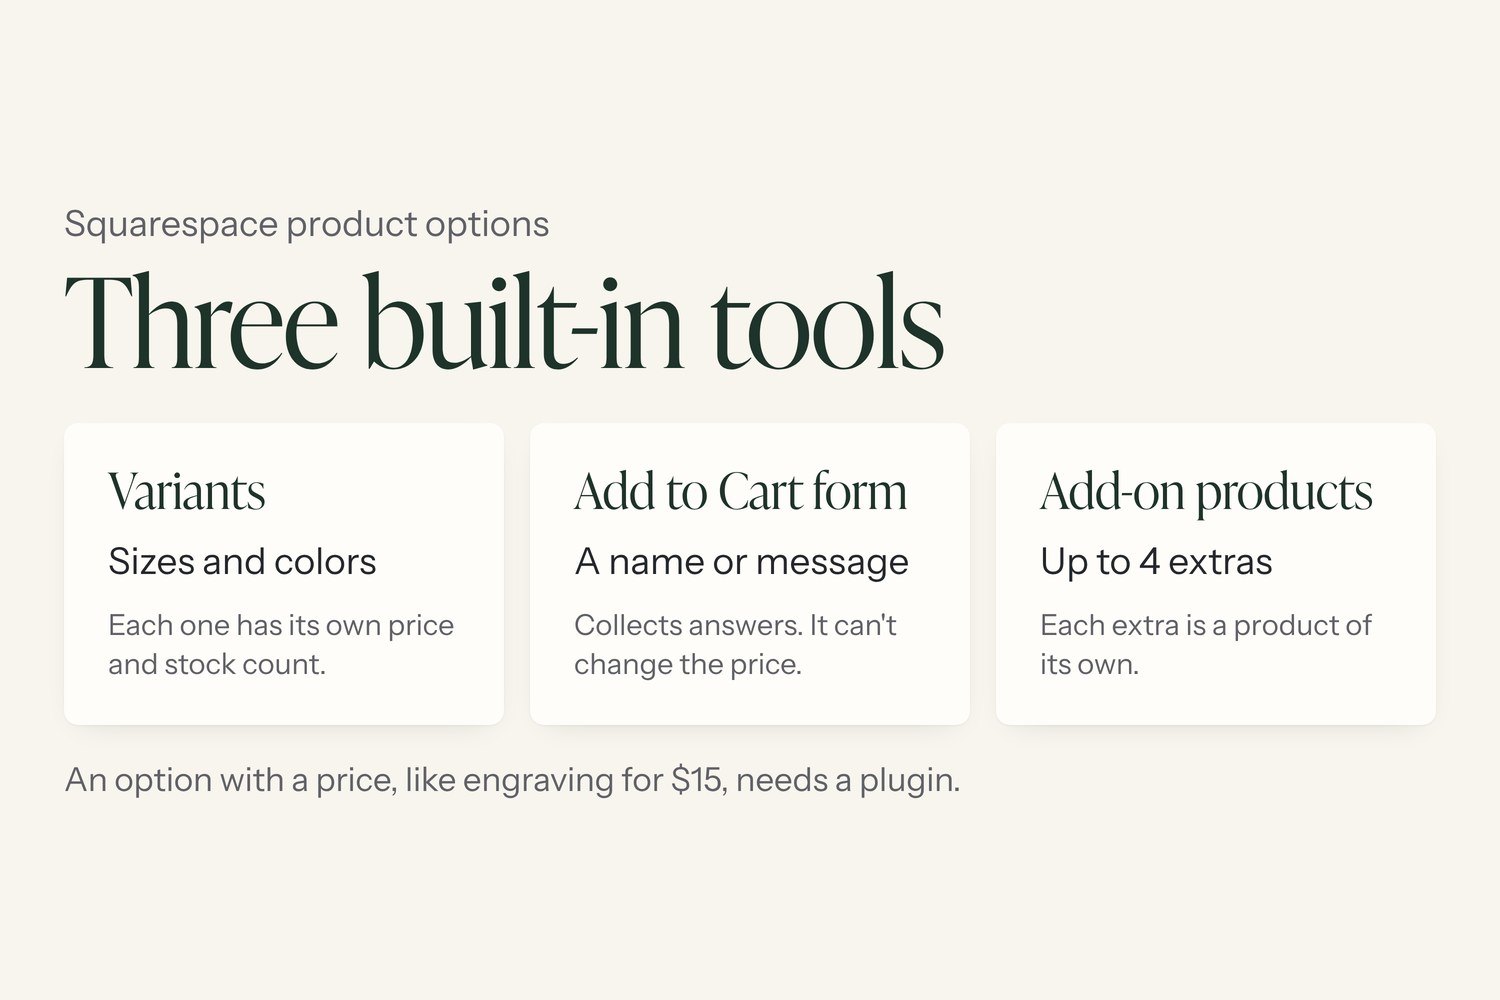 Squarespace product options
Three built-in tools
Variants
Sizes and colors
Each one has its own price
and stock count.
Add to Cart form
A name or message
Collects answers. It can't
change the price.
Add-on products
Up to 4 extras
Each extra is a product of
its own.
An option with a price, like engraving for $15, needs a plugin.